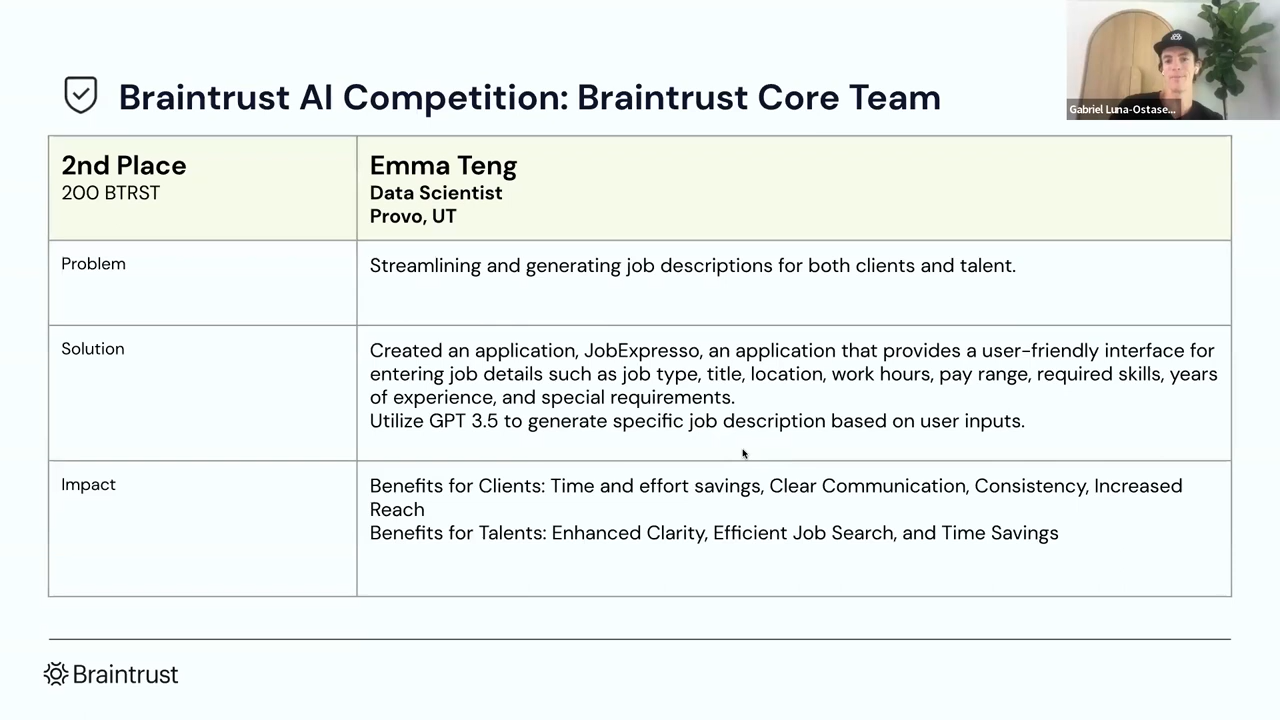 Gabriel Luna-Ostase...
Braintrust AI Competition: Braintrust Core Team
2nd Place
200 BTRST
Emma Teng
Data Scientist
Provo, UT
Problem
Streamlining and generating job descriptions for both clients and talent.
Solution
Created an application, JobExpresso, an application that provides a user-friendly interface for
entering job details such as job type, title, location, work hours, pay range, required skills, years
of experience, and special requirements.
Utilize GPT 3.5 to generate specific job description based on user inputs.
Impact
Benefits for Clients: Time and effort savings, Clear Communication, Consistency, Increased
Reach
Benefits for Talents: Enhanced Clarity, Efficient Job Search, and Time Savings
Braintrust